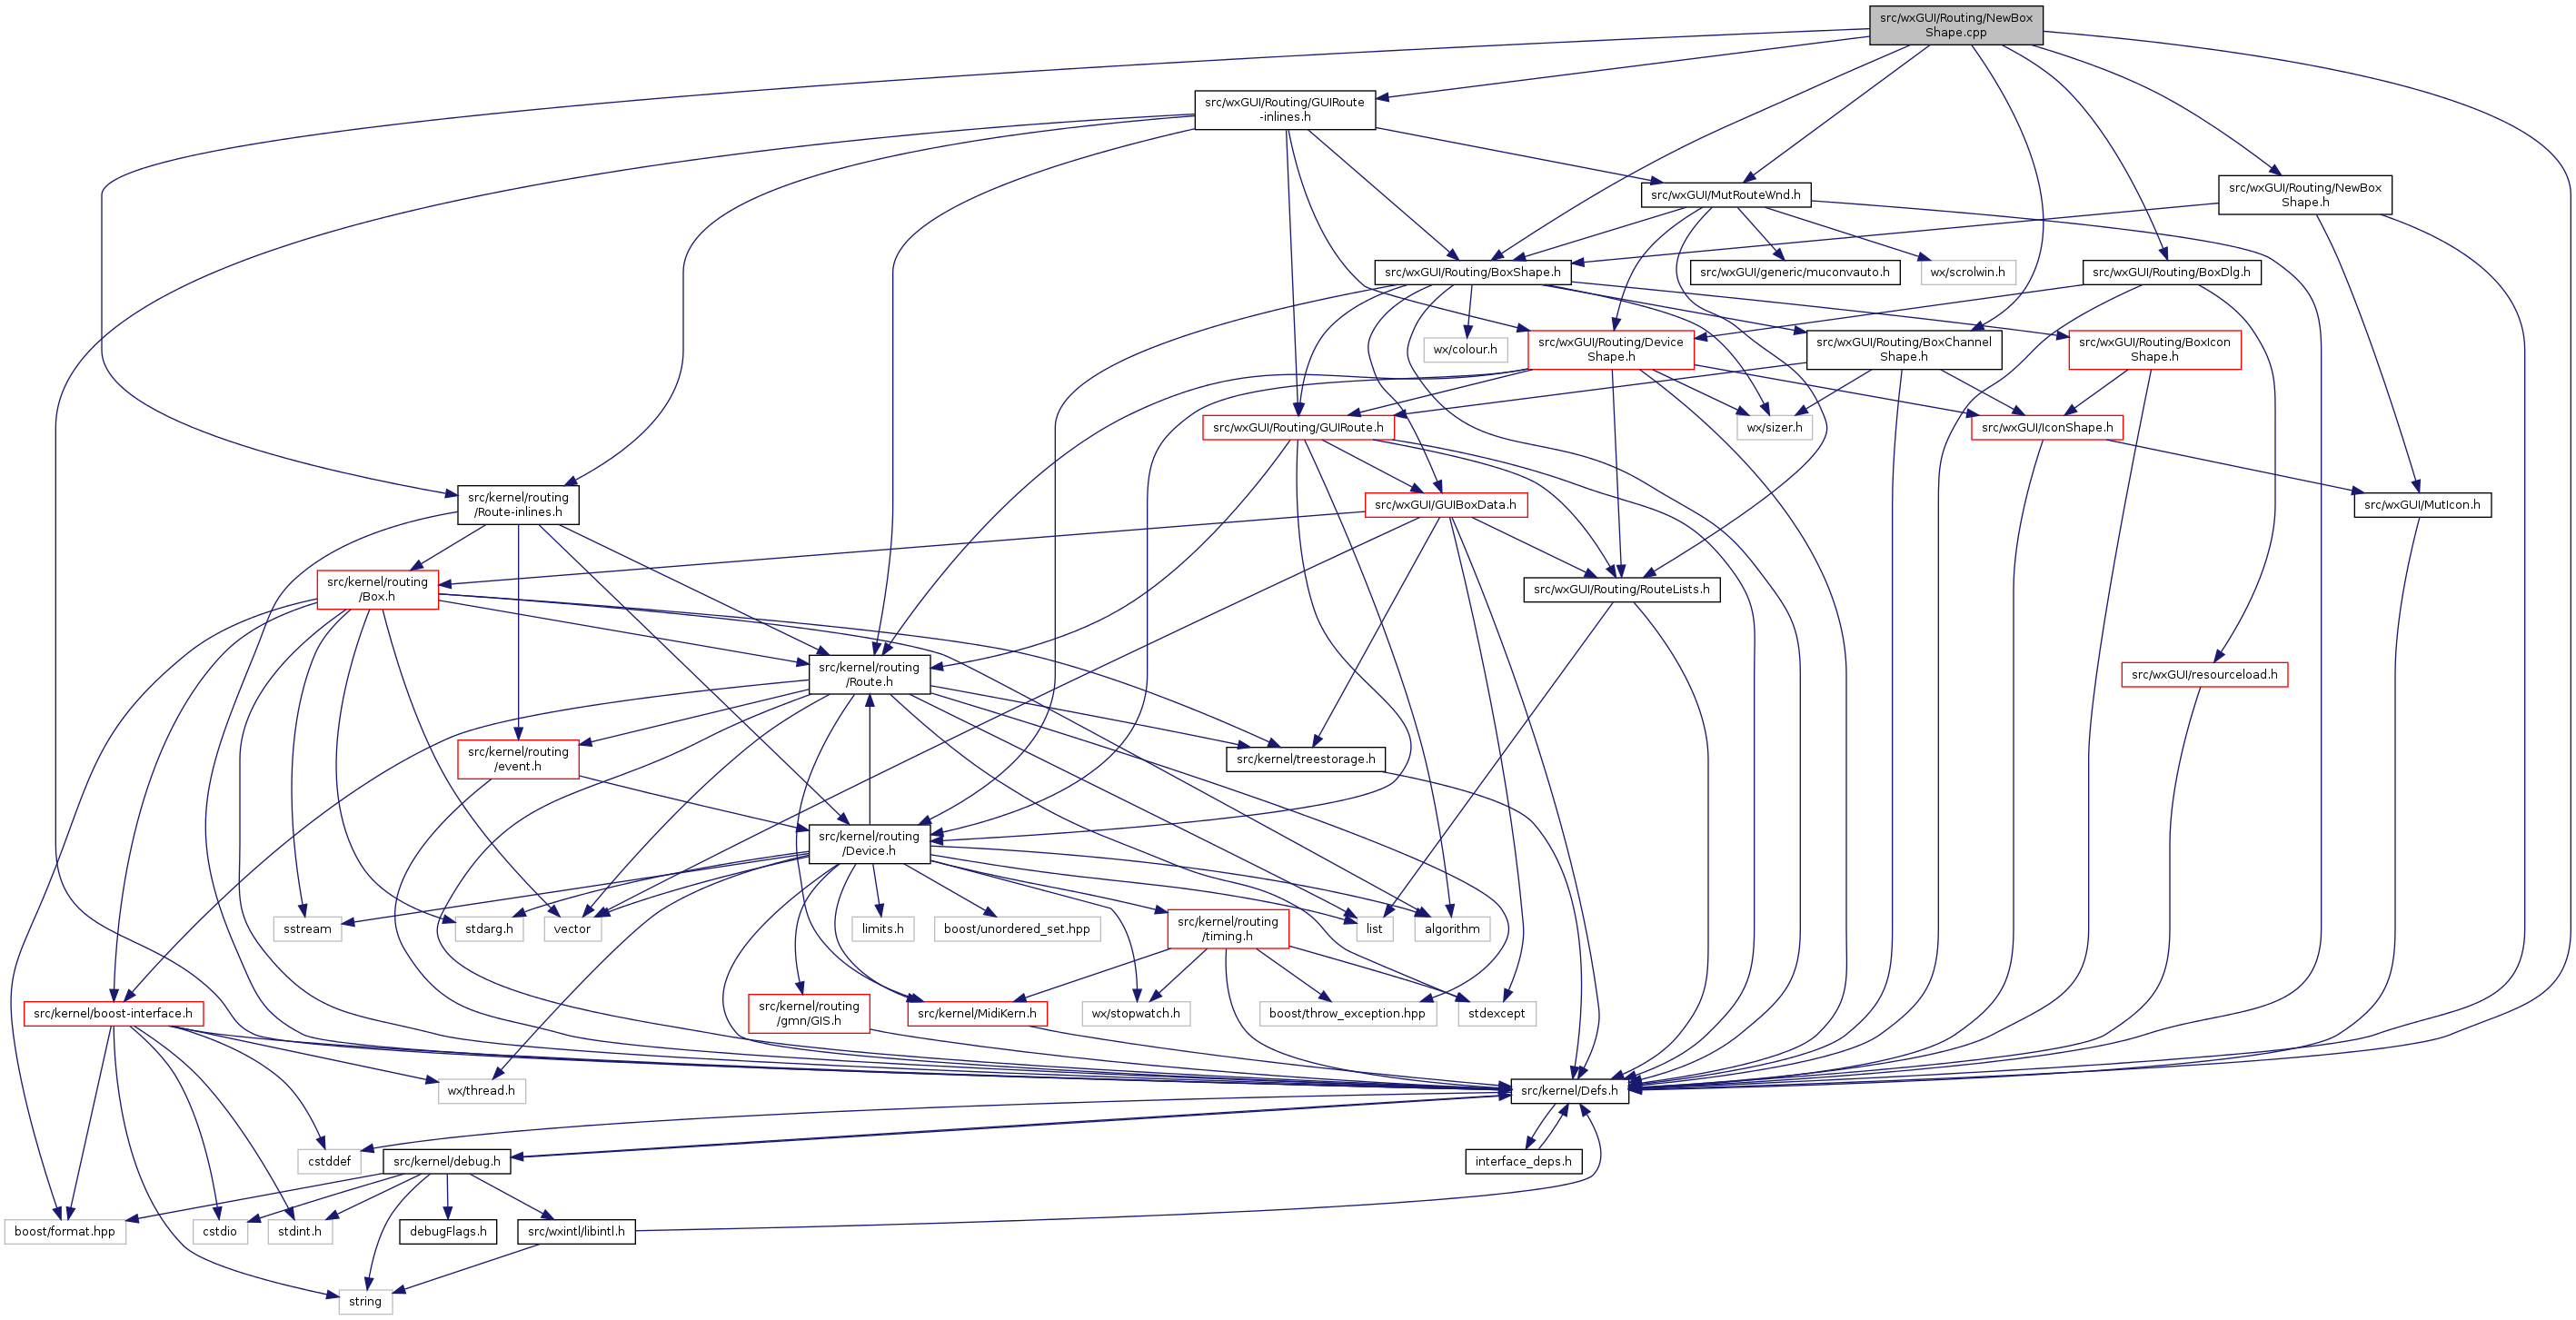 src/wxGUI/Routing/NewBox
Shape.cpp
src/wxGUI/Routing/GUIRoute
-inlines.h
src/wxGUI/MutRouteWnd.h
src/wxGUI/Routing/NewBox
Shape.h
src/wxGUI/Routing/BoxShape.h
src/wxGUI/generic/muconvauto.h
wx/scrolwin.h
src/wxGUI/Routing/BoxDlg.h
wx/colour.h
src/wxGUI/Routing/Device
Shape.h
src/wxGUI/Routing/BoxChannel
Shape.h
src/wxGUI/Routing/BoxIcon
Shape.h
src/wxGUI/Routing/GUIRoute.h
wx/sizer.h
src/wxGUI/IconShape.h
src/kernel/routing
/Route-inlines.h
src/wxGUI/GUIBoxData.h
src/wxGUI/MutIcon.h
src/kernel/routing
/Box.h
src/wxGUI/Routing/RouteLists.h
src/kernel/routing
/Route.h
src/wxGUI/resourceload.h
src/kernel/routing
/event.h
src/kernel/treestorage.h
src/kernel/routing
/Device.h
sstream
stdarg.h
vector
limits.h
boost/unordered_set.hpp
src/kernel/routing
/timing.h
list
algorithm
src/kernel/boost-interface.h
src/kernel/routing
/gmn/GIS.h
src/kernel/MidiKern.h
wx/stopwatch.h
boost/throw_exception.hpp
stdexcept
wx/thread.h
src/kernel/Defs.h
cstddef
src/kernel/debug.h
interface_deps.h
boost/format.hpp
cstdio
stdint.h
debugFlags.h
src/wxintl/libintl.h
string